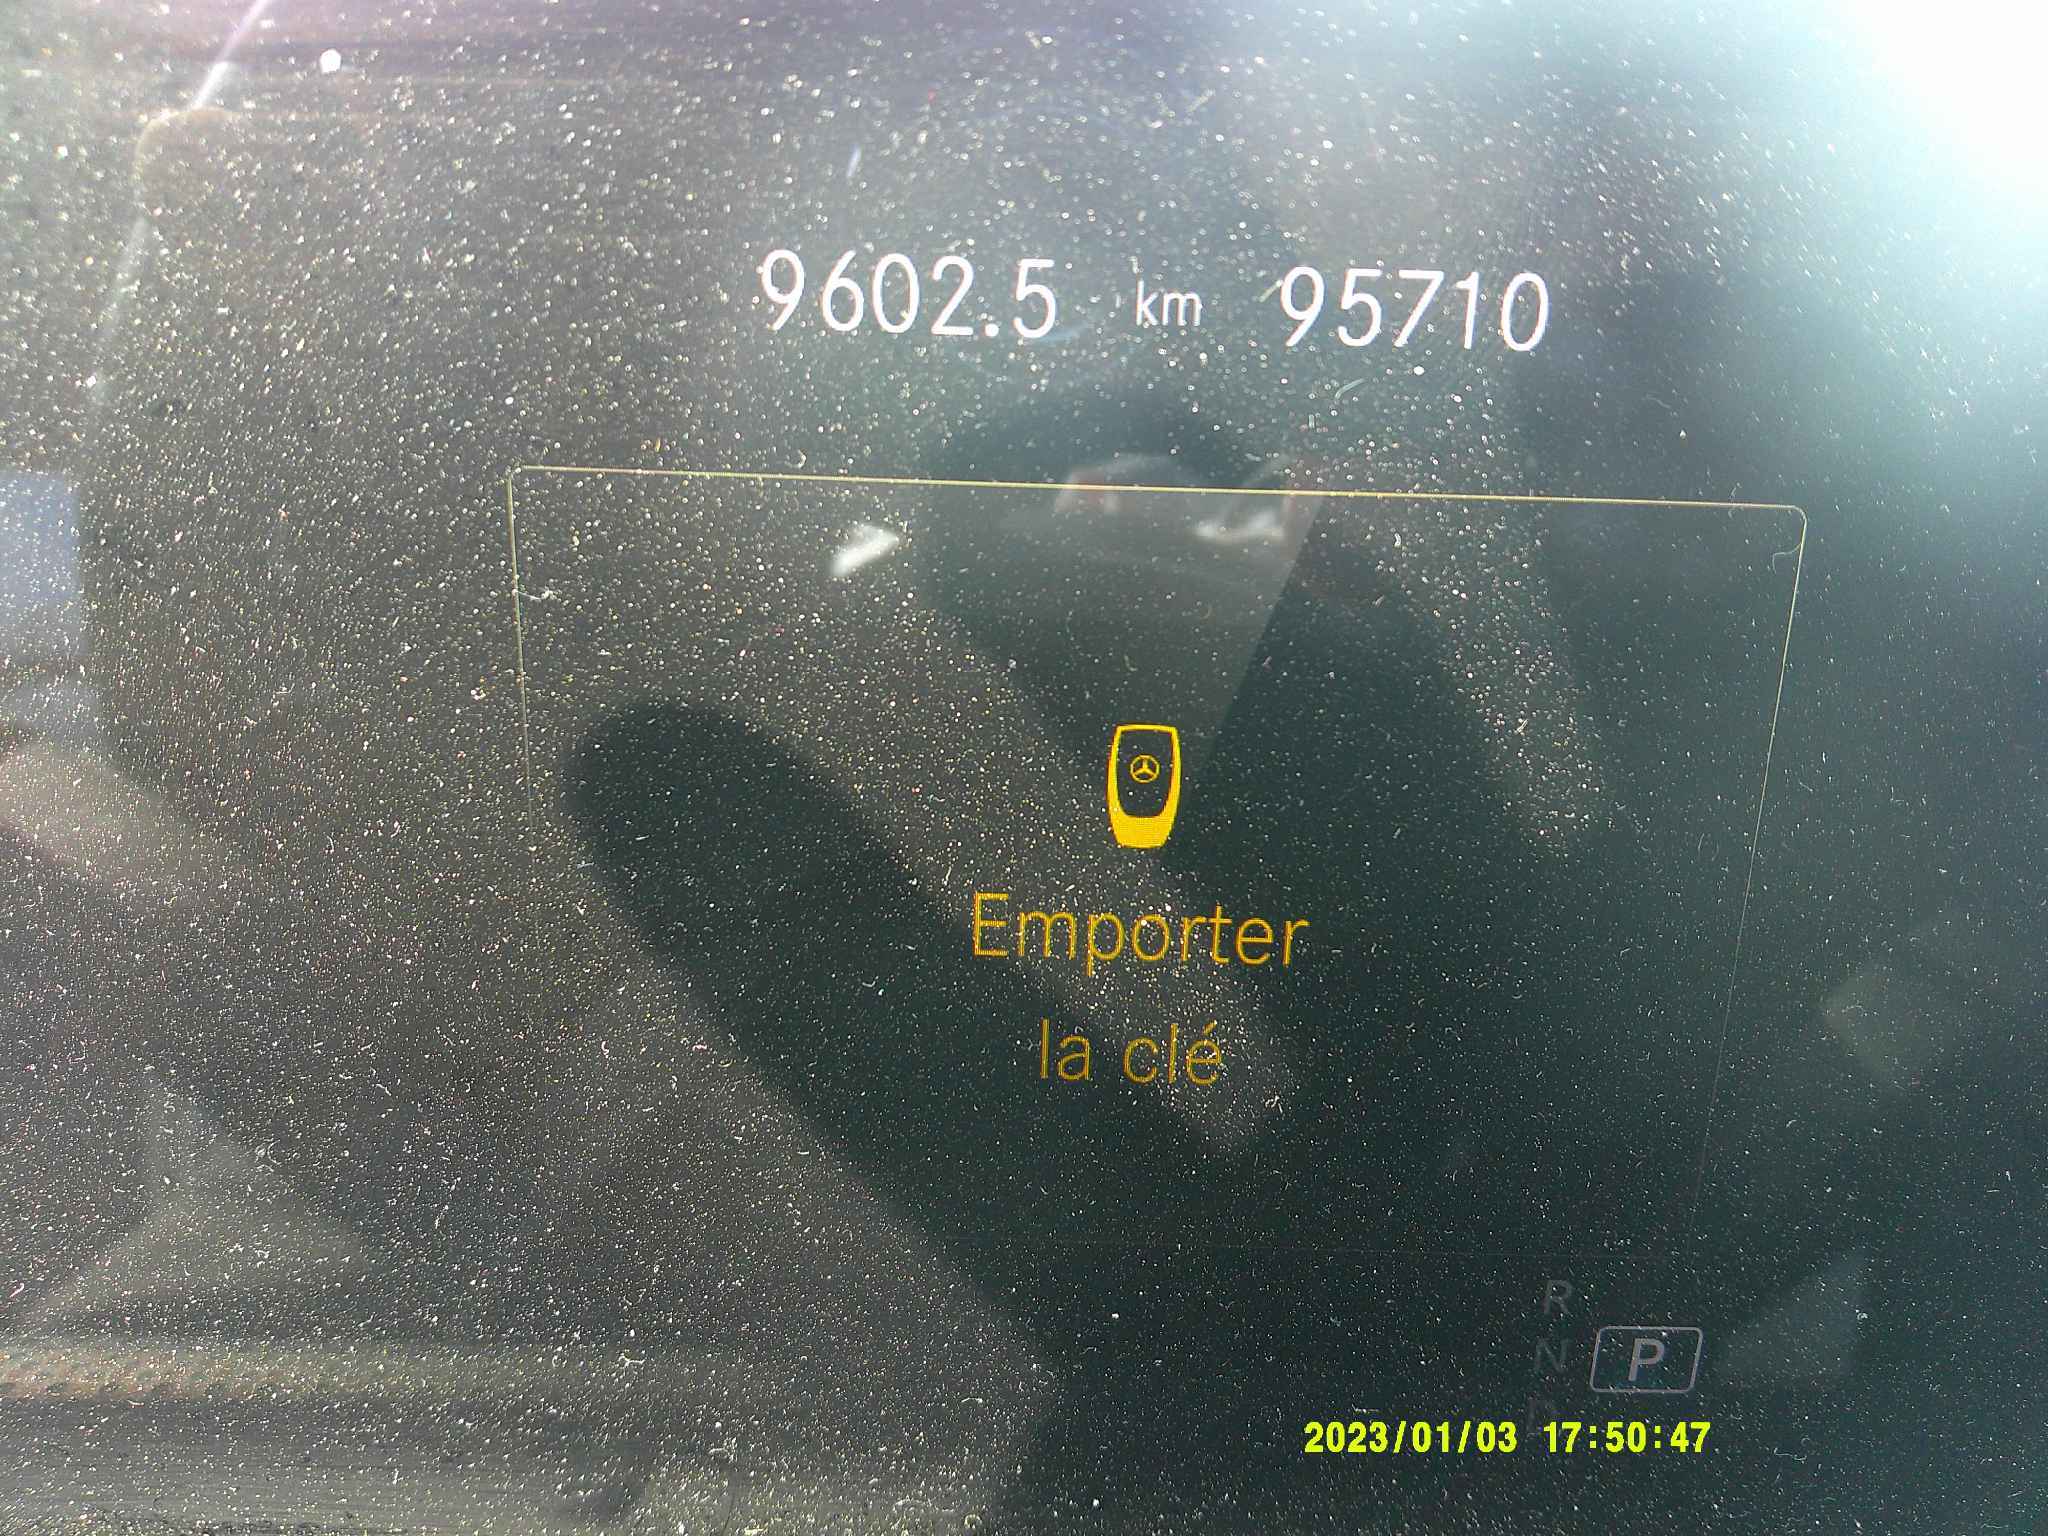 9602.5 km 95710
Emporter
la clé
R
N P
D
2023/01/03 17:50:47